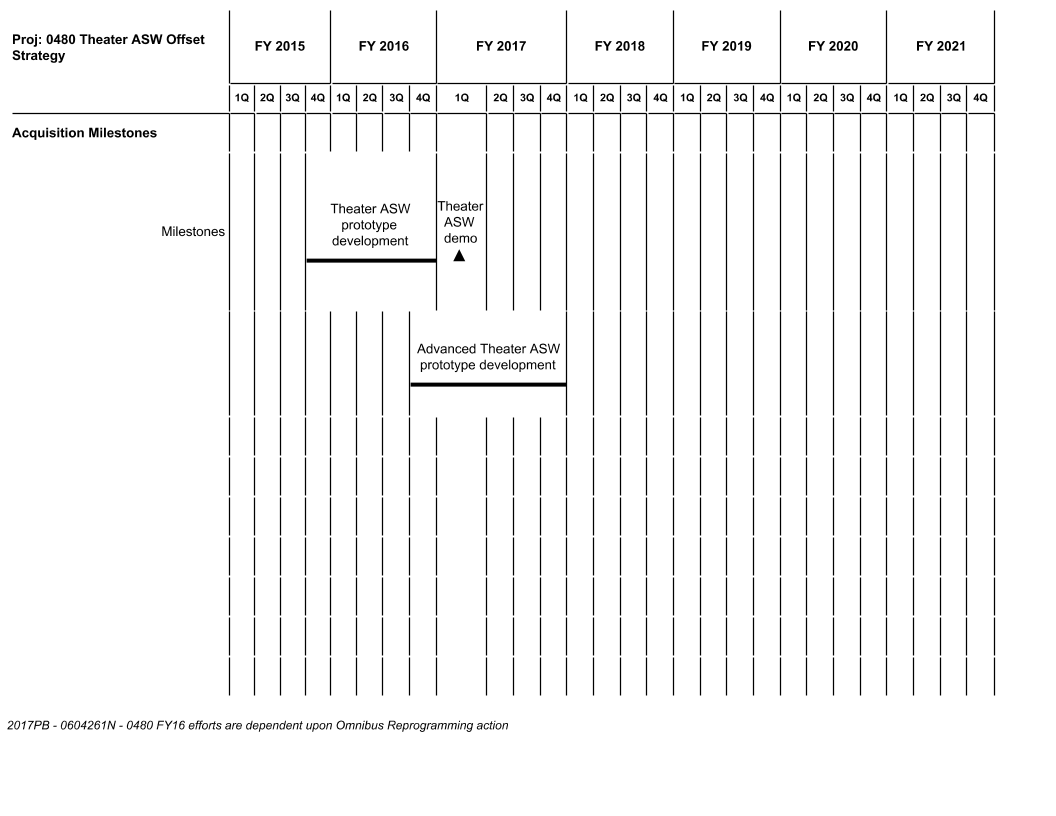 Proj: 0480 Theater ASW Offset
Strategy
FY 2015 FY 2016 FY 2017 FY 2018 FY 2019 FY 2020 FY 2021
1Q 2Q 3Q 4Q 1Q 2Q 3Q 4Q 1Q 2Q 3Q 4Q 1Q 2Q 3Q 4Q 1Q 2Q 3Q 4Q 1Q 2Q 3Q 4Q 1Q 2Q 3Q 4Q
Acquisition Milestones
Milestones
Theater ASW
prototype
development
Theater
ASW
demo
Advanced Theater ASW
prototype development
2017PB - 0604261N - 0480 FY16 efforts are dependent upon Omnibus Reprogramming action